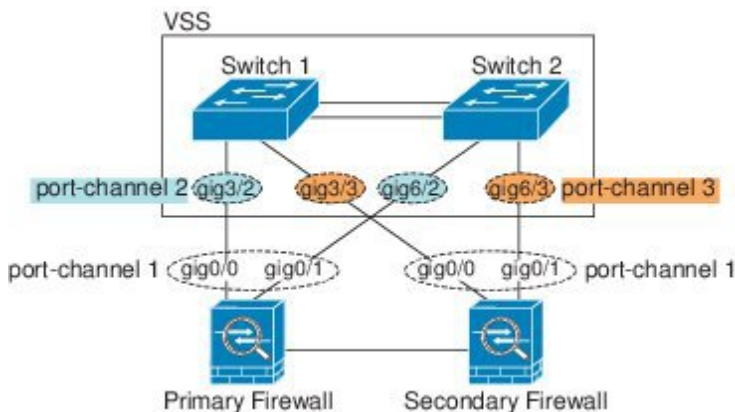 VSS
Switch 1 Switch 2
port-channel 2 gig3/2 gig3/3 gig6/2 gig6/3 port-channel 3
port-channel 1 gig0/0 gig0/1 gig0/0 gig0/1 port-channel 1
Primary Firewall Secondary Firewall